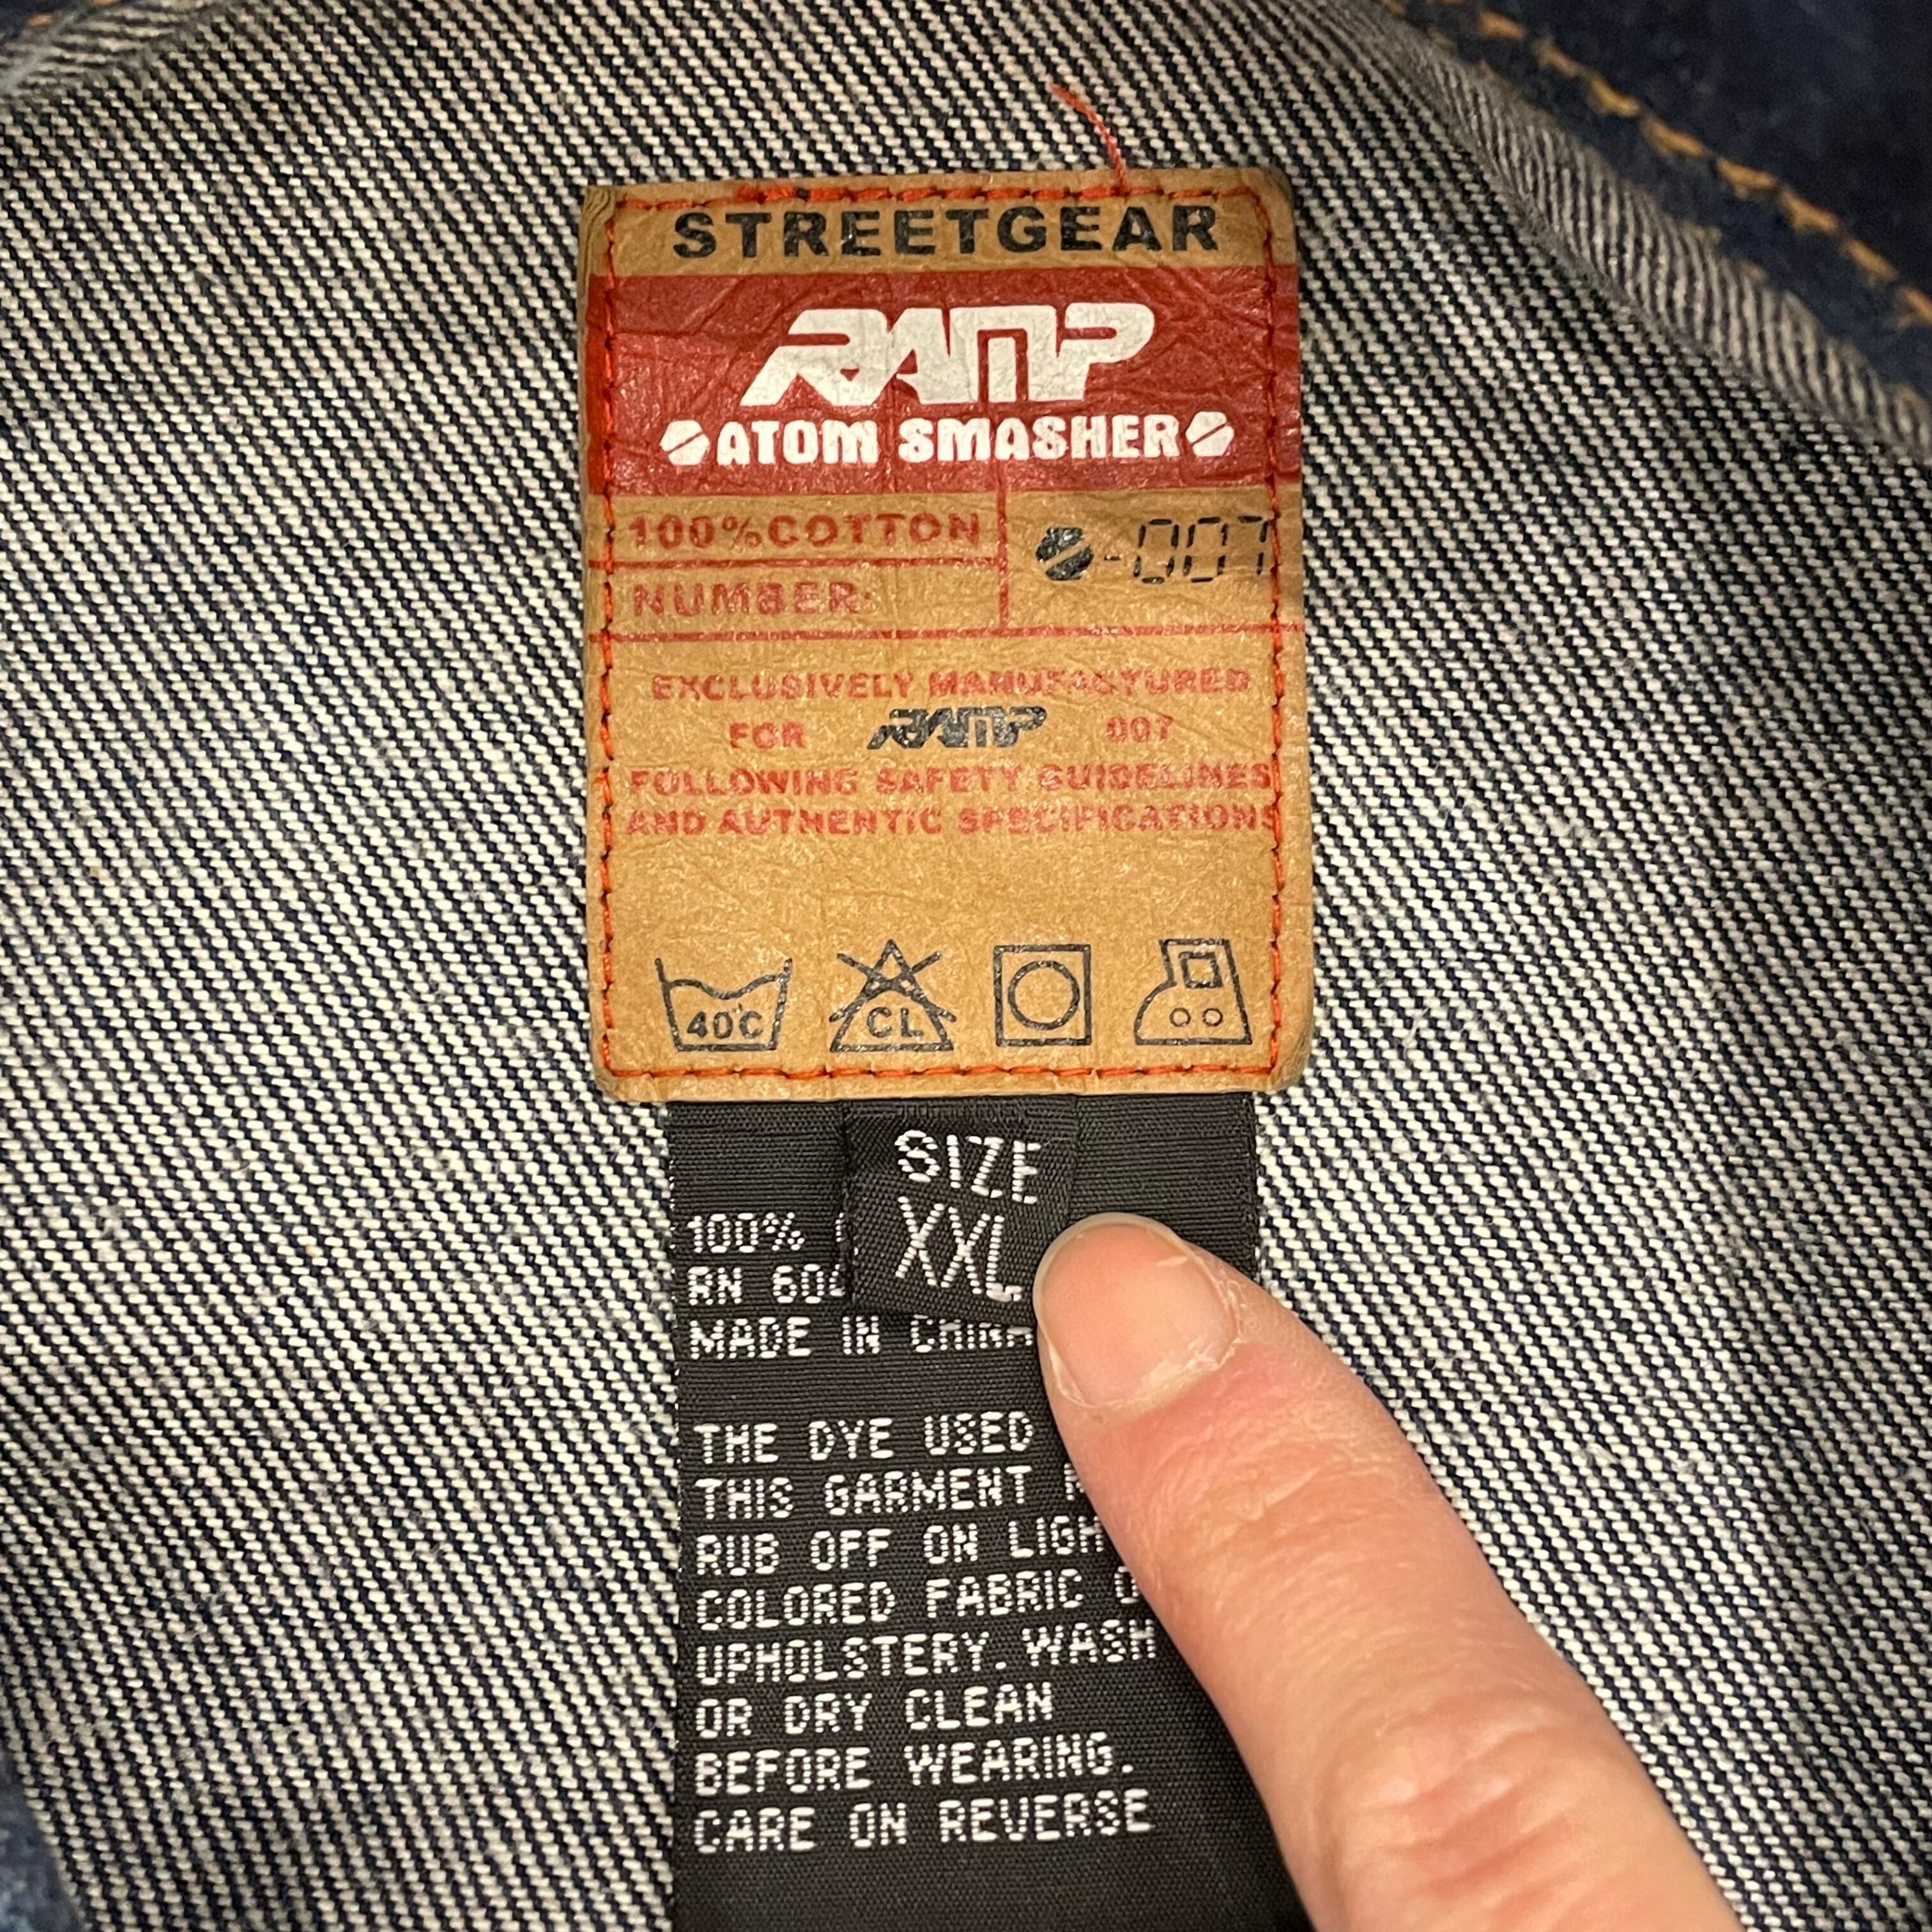 STREETGEAR
RAMP
ATOM SMASHER
100%COTTON
NUMBER:
-007
EXCLUSIVELY MANUFACTURED
FOR RAMP 007
FOLLOWING SAFETY GUIDELINES
AND AUTHENTIC SPECIFICATIONS
40C
CL
SIZE
XXL
100%
RN
MADE IN CHINA
THE DYE USED
THIS GARMENT
RUB OFF ON
COLORED FABRIC
UPHOLSTERY. WASH
OR DRY CLEAN
BEFORE WEARING.
CARE ON REVERSE